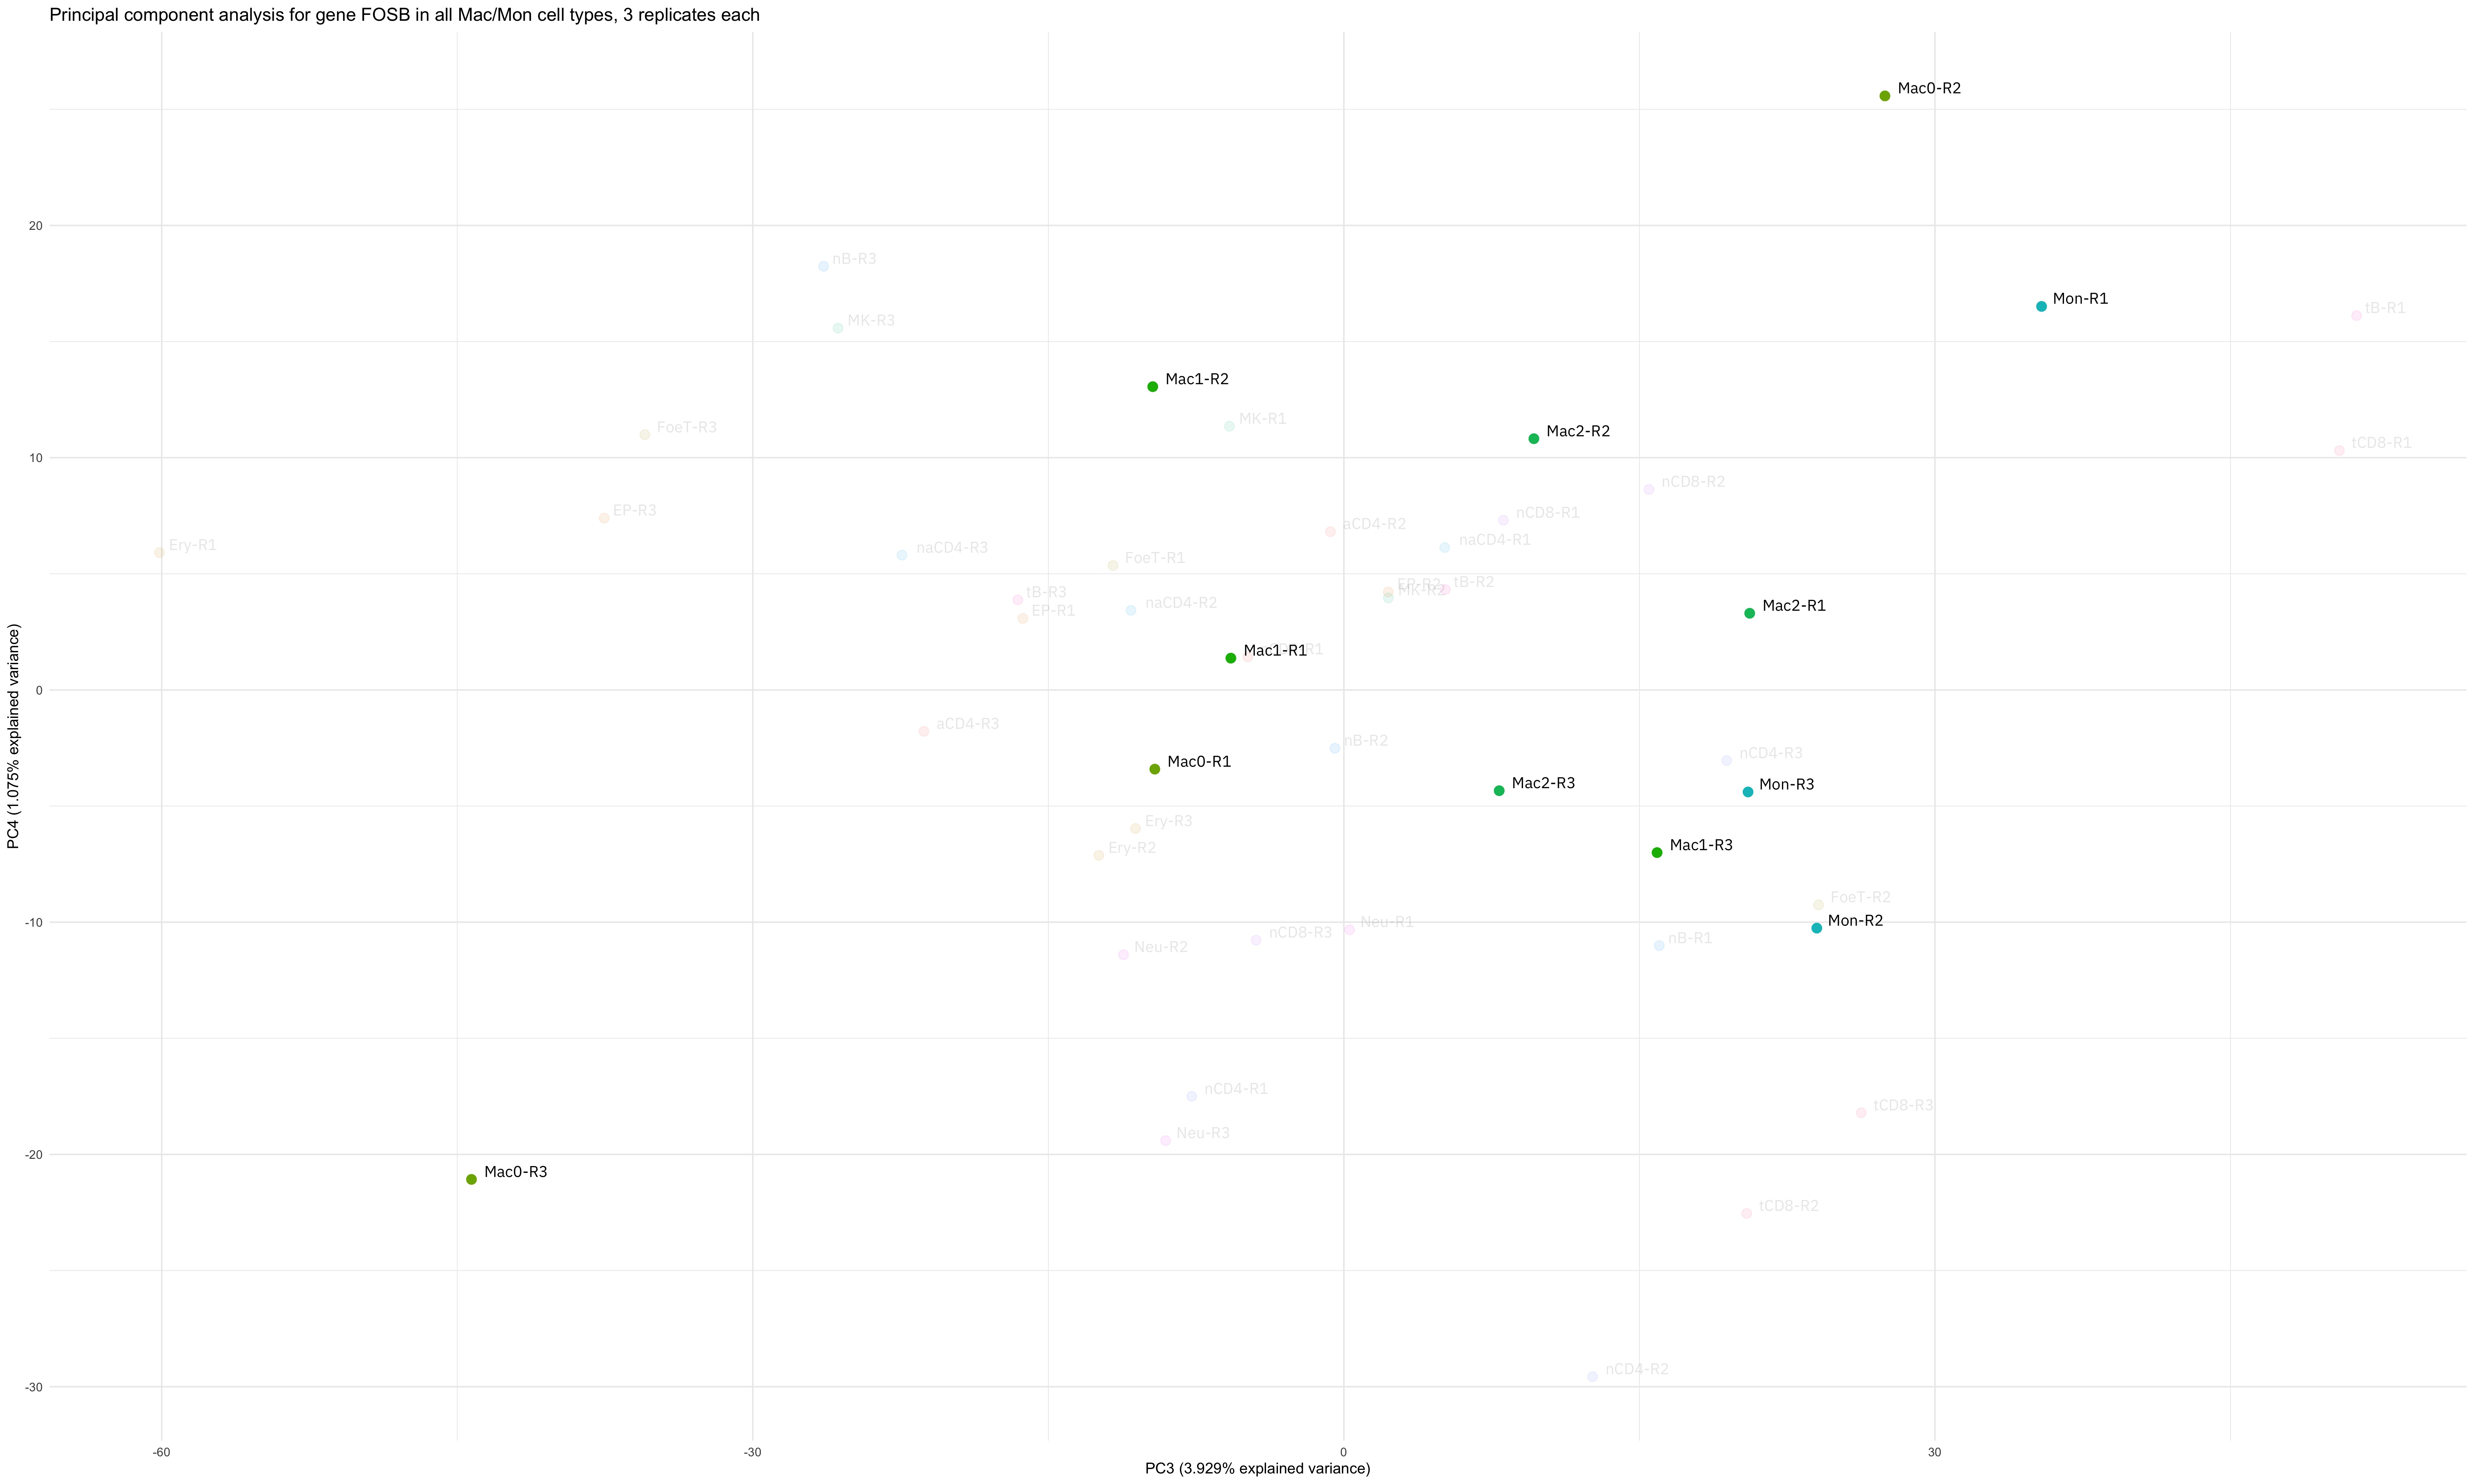 Principal component analysis for gene FOSB in all Mac/Mon cell types, 3 replicates each
Mac0-R2
20
nB-R3
Mon-R1
tB-R1
MK-R3
Mac1-R2
MK-R1
FoeT-R3
Mac2-R2
tCD8-R1
10
nCD8-R2
EP-R3
nCD8-R1
aCD4-R2
Ery-R1
naCD4-R3
naCD4-R1
FoeT-R1
EP-R2
tB-R2
MK-R2
tB-R3
naCD4-R2
EP-R1
Mac2-R1
Mac1-R1
0
aCD4-R3
nB-R2
nCD4-R3
Mac0-R1
Mac2-R3
Mon-R3
Ery-R3
Ery-R2
Mac1-R3
FoeT-R2
-10
Neu-R1
Mon-R2
nCD8-R3
nB-R1
Neu-R2
nCD4-R1
tCD8-R3
Neu-R3
-20
Mac0-R3
tCD8-R2
nCD4-R2
-30
PC4 (1.075% explained variance)
-60
-30
0
30
PC3 (3.929% explained variance)